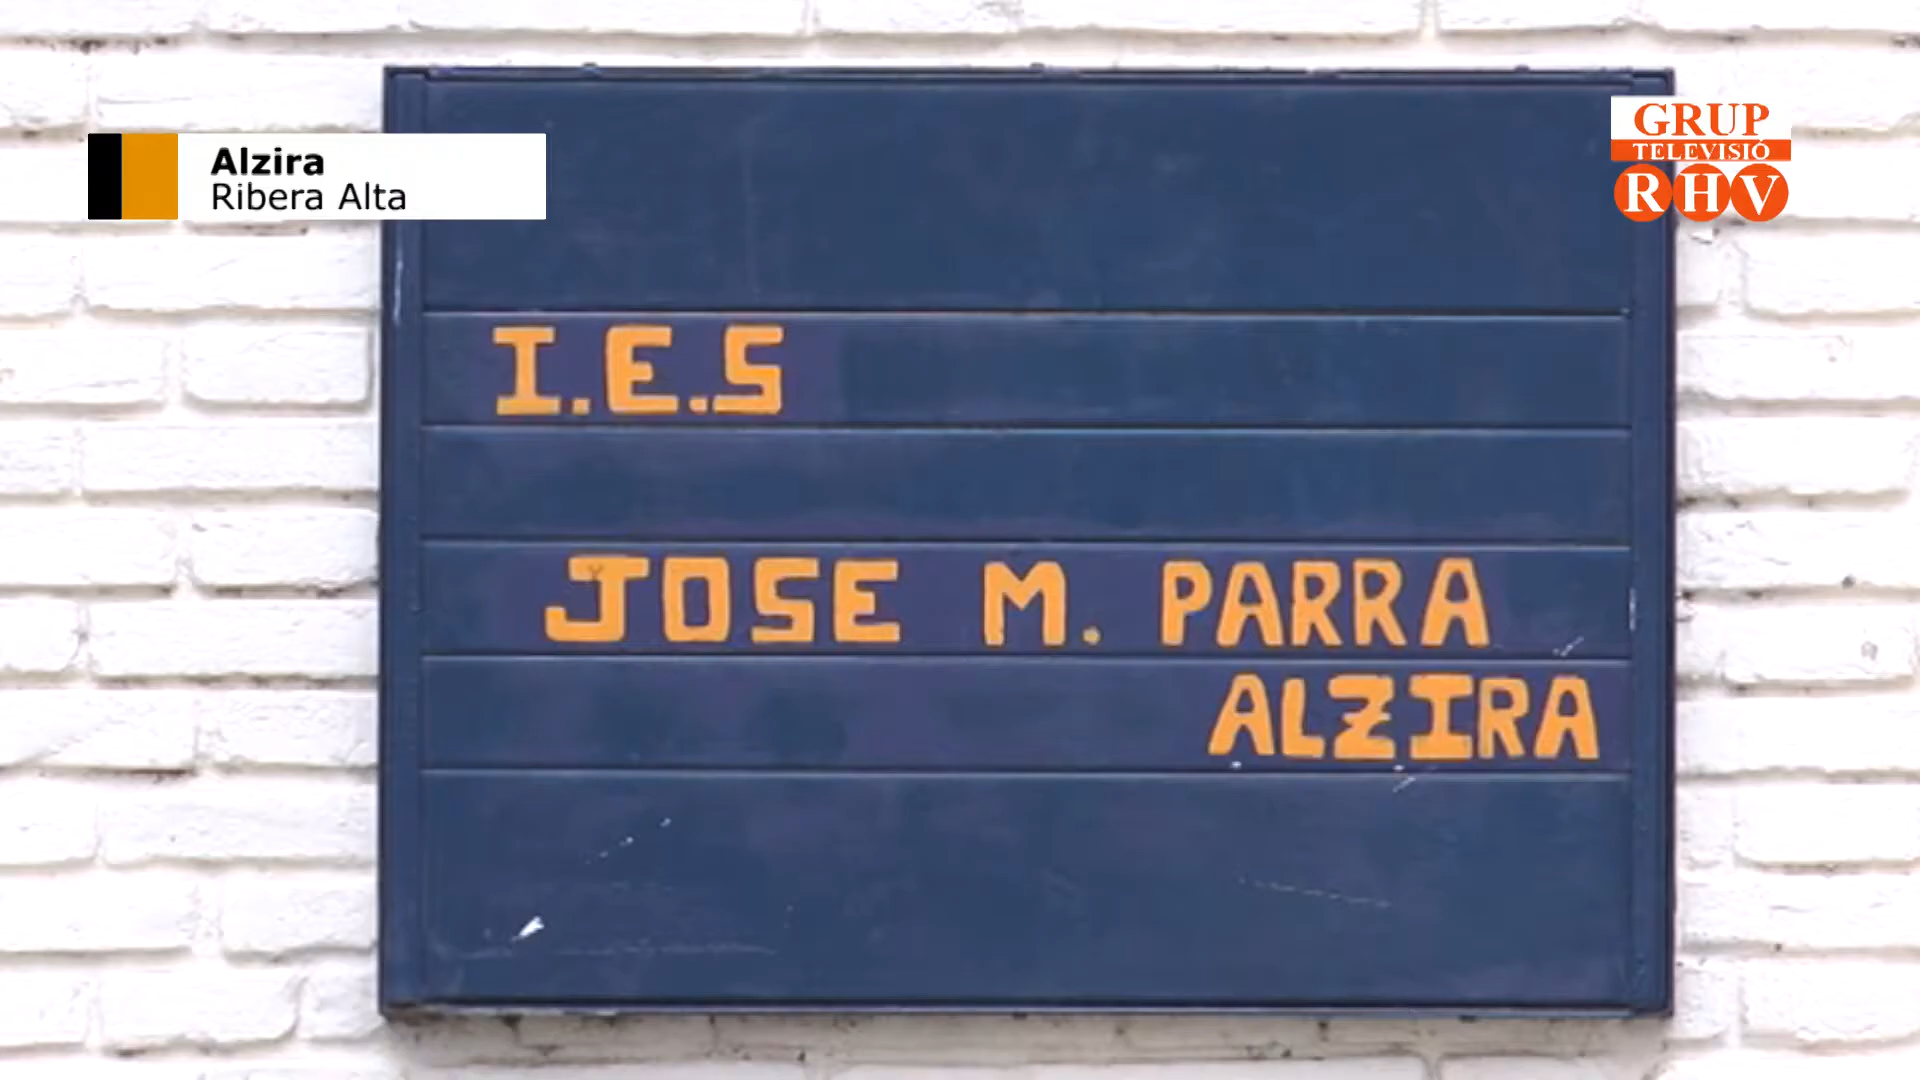 Alzira
Ribera Alta
GRUP
TELEVISIÓ
RHV
I.E.S
JOSE M. PARRA
ALZIRA